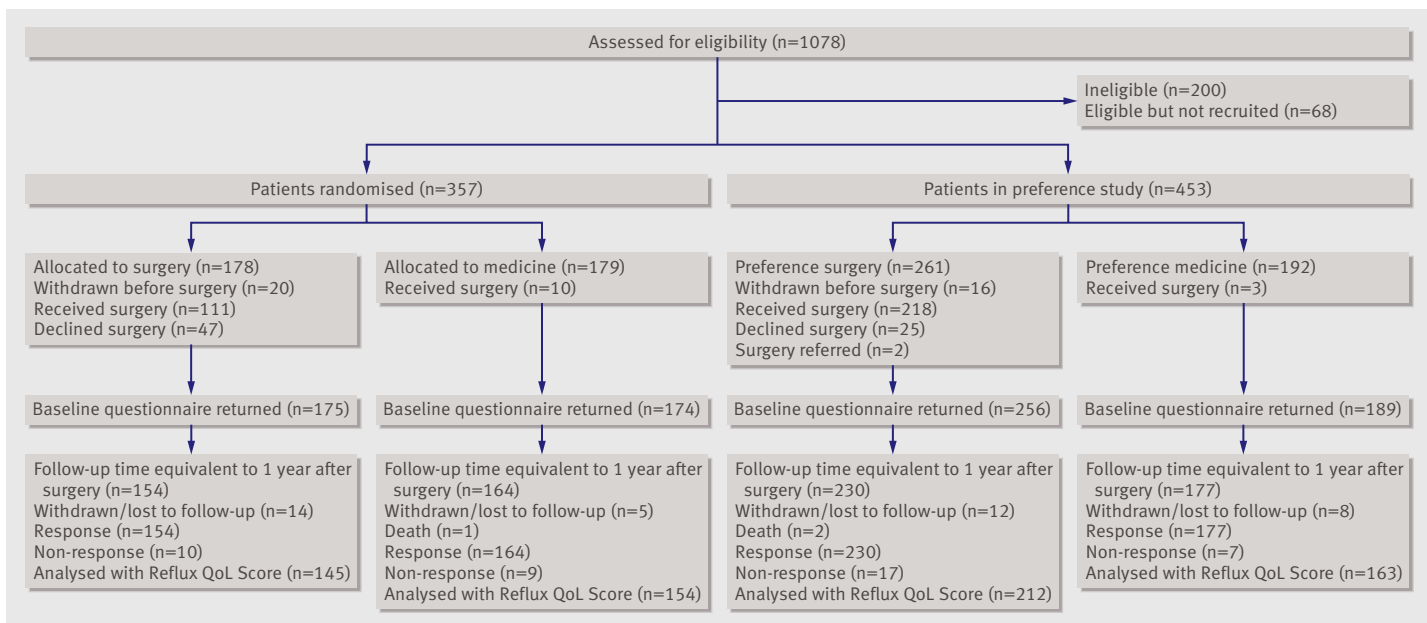 Assessed for eligibility (n=1078)
Ineligible (n=200)
Eligible but not recruited (n=68)
Patients randomised (n=357)
Patients in preference study (n=453)
Allocated to surgery (n=178)
Withdrawn before surgery (n=20)
Received surgery (n=111)
Declined surgery (n=47)
Allocated to medicine (n=179)
Received surgery (n=10)
Preference surgery (n=261)
Withdrawn before surgery (n=16)
Received surgery (n=218)
Declined surgery (n=25)
Surgery referred (n=2)
Preference medicine (n=192)
Received surgery (n=3)
Baseline questionnaire returned (n=175)
Baseline questionnaire returned (n=174)
Baseline questionnaire returned (n=256)
Baseline questionnaire returned (n=189)
Follow-up time equivalent to 1 year after
surgery (n=154)
Withdrawn/lost to follow-up (n=14)
Response (n=154)
Non-response (n=10)
Analysed with Reflux QoL Score (n=145)
Follow-up time equivalent to 1 year after
surgery (n=164)
Withdrawn/lost to follow-up (n=5)
Death (n=1)
Response (n=164)
Non-response (n=9)
Analysed with Reflux QoL Score (n=154)
Follow-up time equivalent to 1 year after
surgery (n=230)
Withdrawn/lost to follow-up (n=12)
Death (n=2)
Response (n=230)
Non-response (n=17)
Analysed with Reflux QoL Score (n=212)
Follow-up time equivalent to 1 year after
surgery (n=177)
Withdrawn/lost to follow-up (n=8)
Response (n=177)
Non-response (n=7)
Analysed with Reflux QoL Score (n=163)